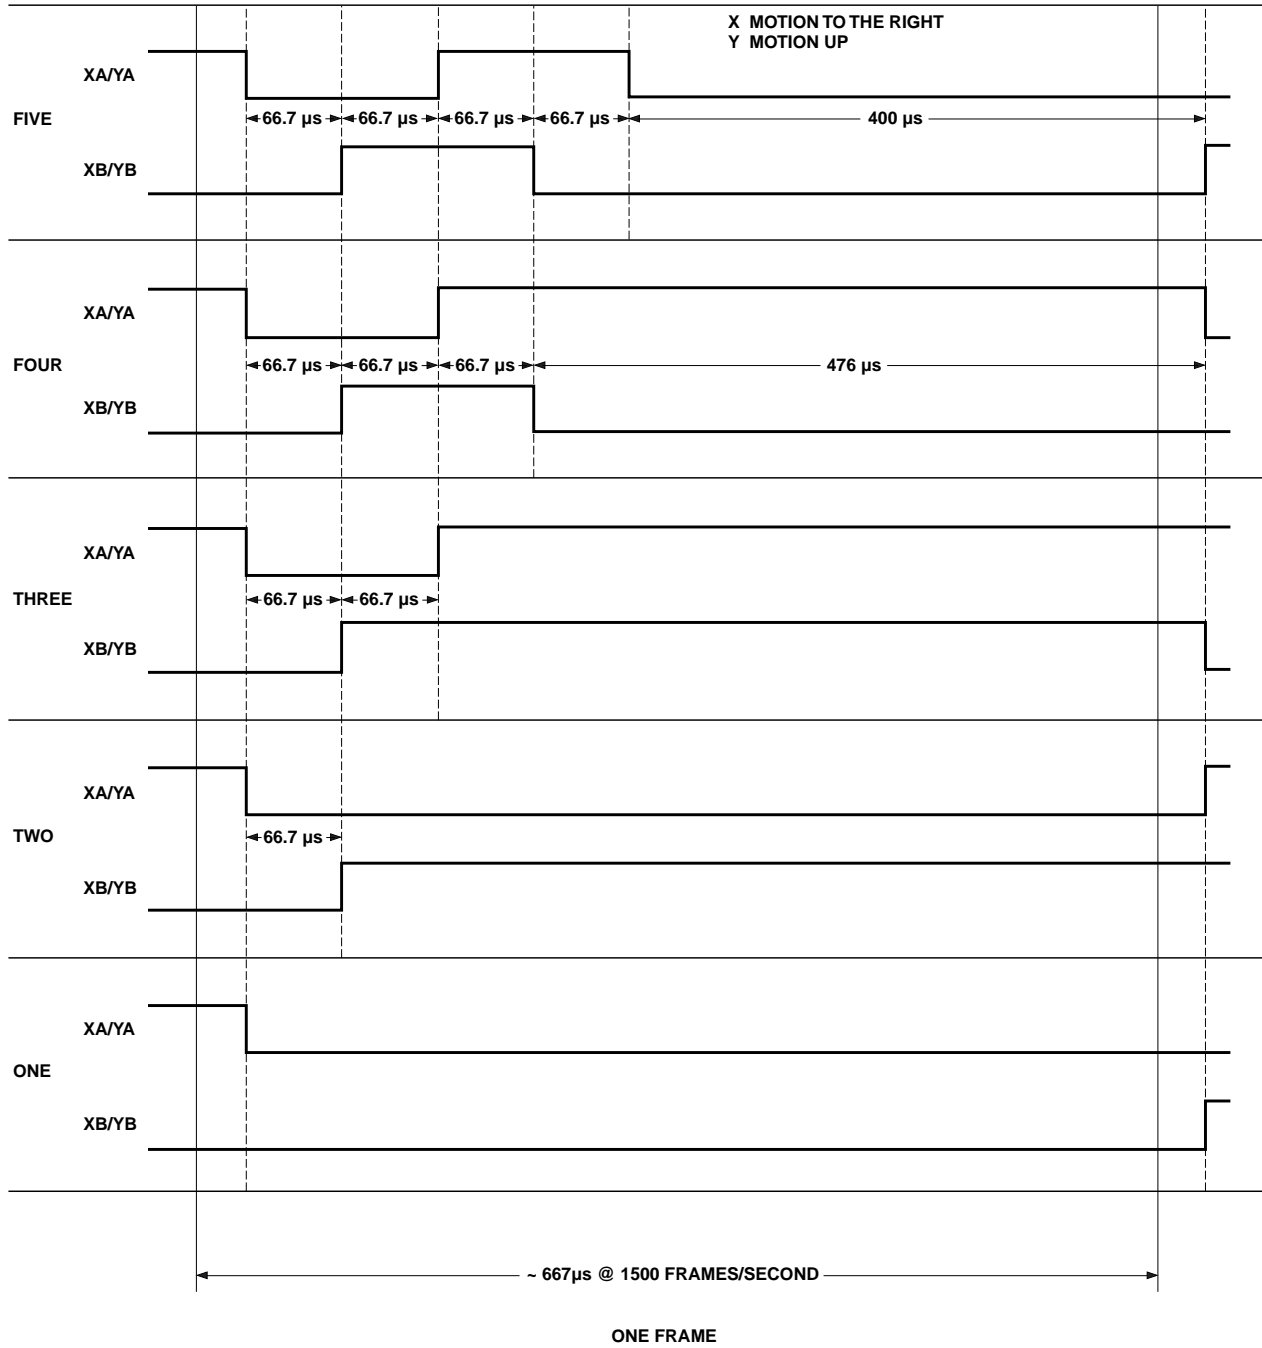 X MOTION TO THE RIGHT
Y MOTION UP
XA/YA
FIVE
66.7 µs 66.7 µs 66.7 µs 66.7 µs 400 µs
XB/YB
XA/YA
FOUR
66.7 µs 66.7 µs 66.7 µs 476 µs
XB/YB
XA/YA
THREE
66.7 µs 66.7 µs
XB/YB
XA/YA
TWO
66.7 µs
XB/YB
XA/YA
ONE
XB/YB
~ 667µs @ 1500 FRAMES/SECOND
ONE FRAME